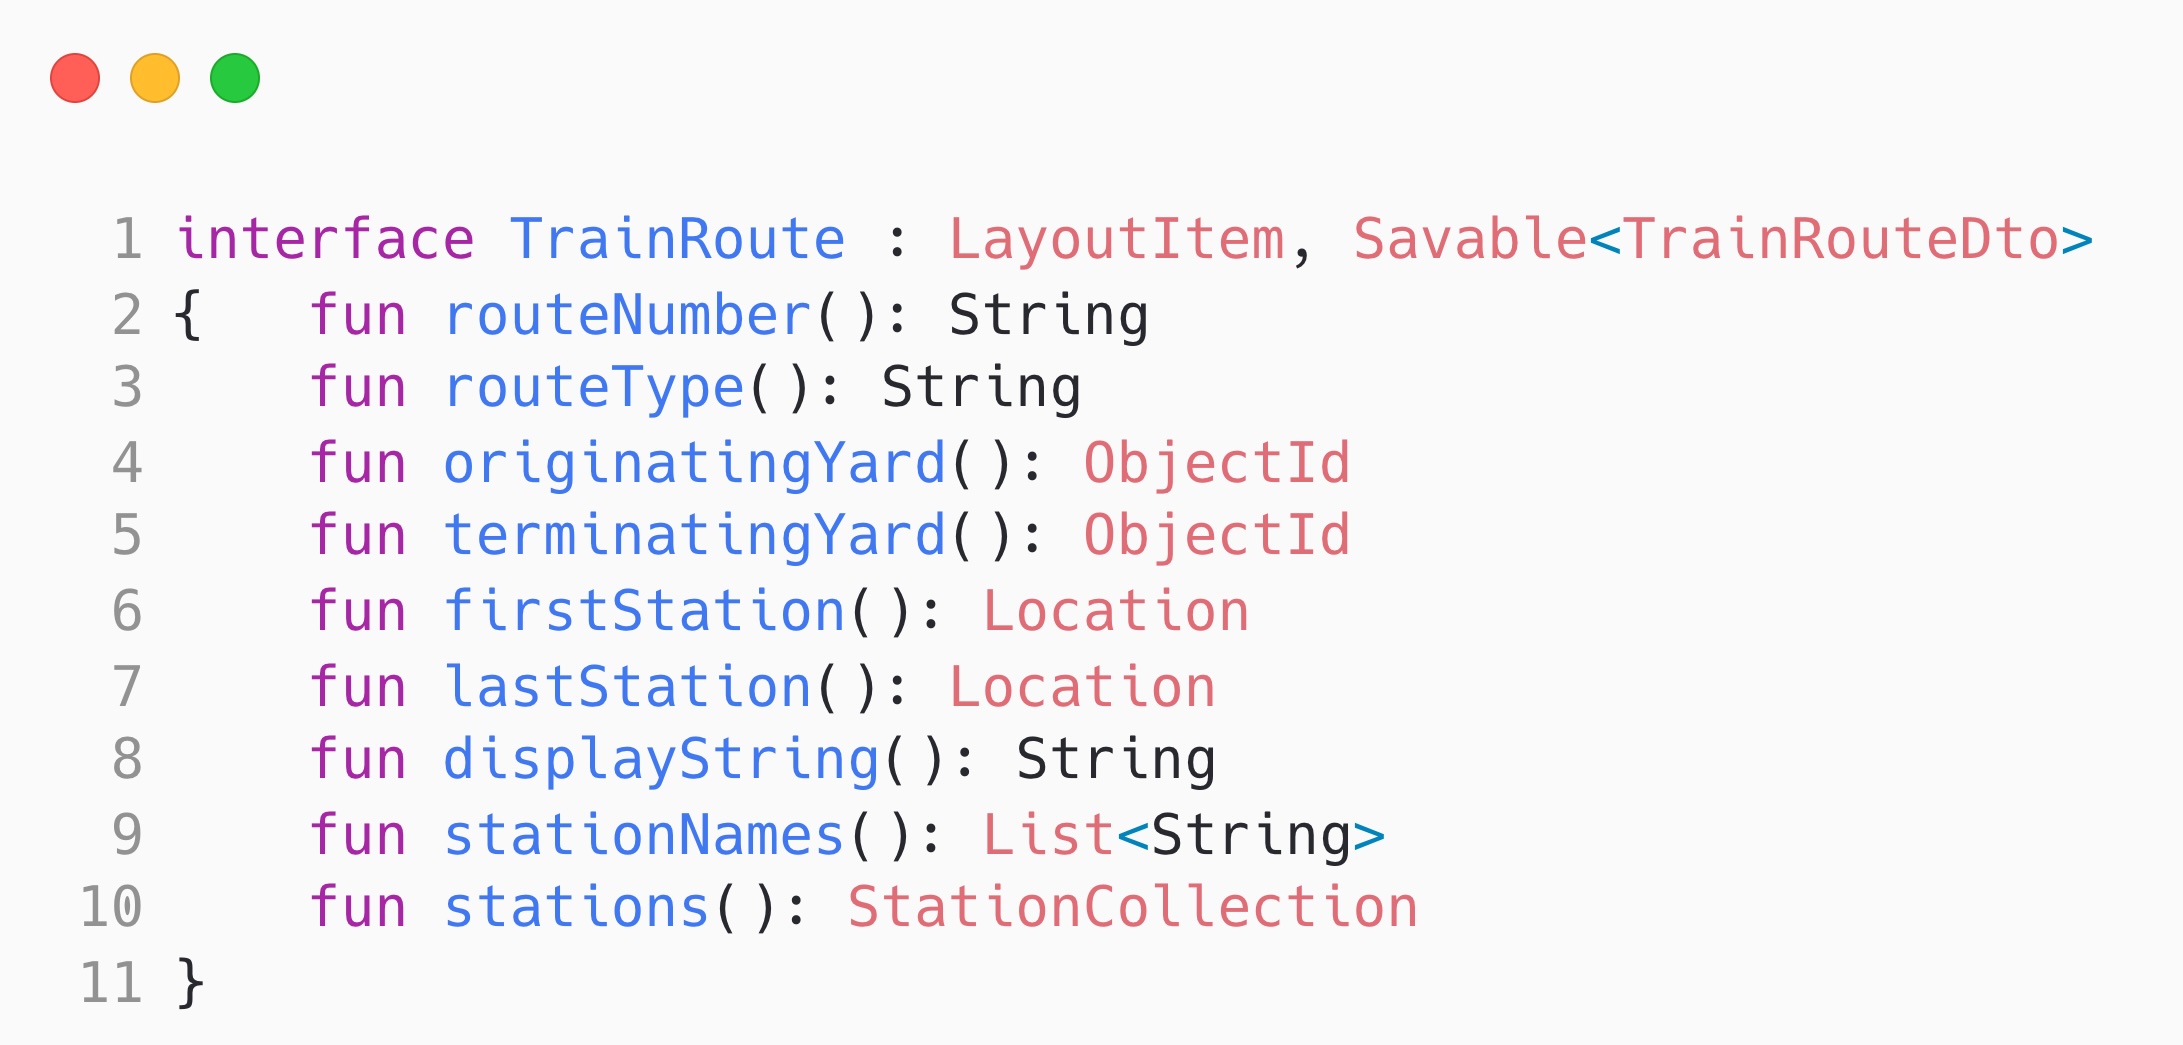 1 interface TrainRoute : LayoutItem, Savable<TrainRouteDto>
2 {   fun routeNumber(): String
3     fun routeType(): String
4     fun originatingYard(): ObjectId
5     fun terminatingYard(): ObjectId
6     fun firstStation(): Location
7     fun lastStation(): Location
8     fun displayString(): String
9     fun stationNames(): List<String>
10     fun stations(): StationCollection
11 }